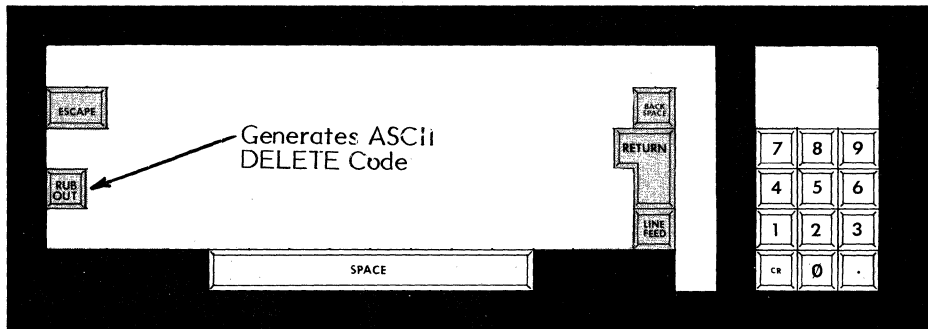 ESCAPE
RUB
OUT
Generates ASCII
DELETE Code
BACK
SPACE
RETURN
LINE
FEED
SPACE
7 8 9
4 5 6
1 2 3
CR Ø .